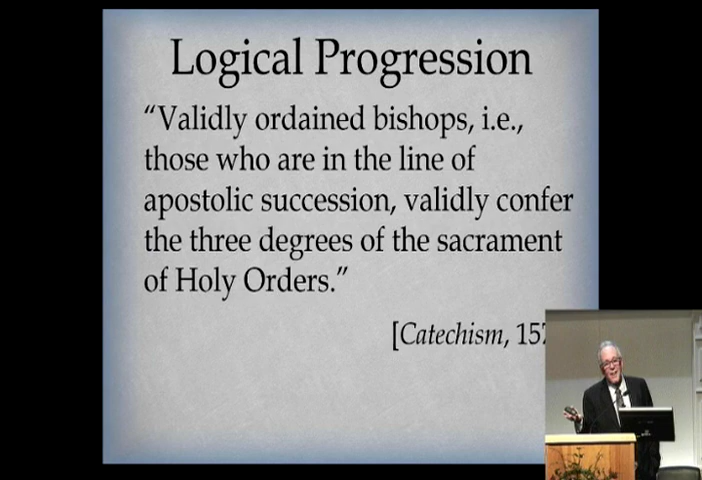 Logical Progression
“Validly ordained bishops, i.e.,
those who are in the line of
apostolic succession, validly confer
the three degrees of the sacrament
of Holy Orders.”
[Catechism,